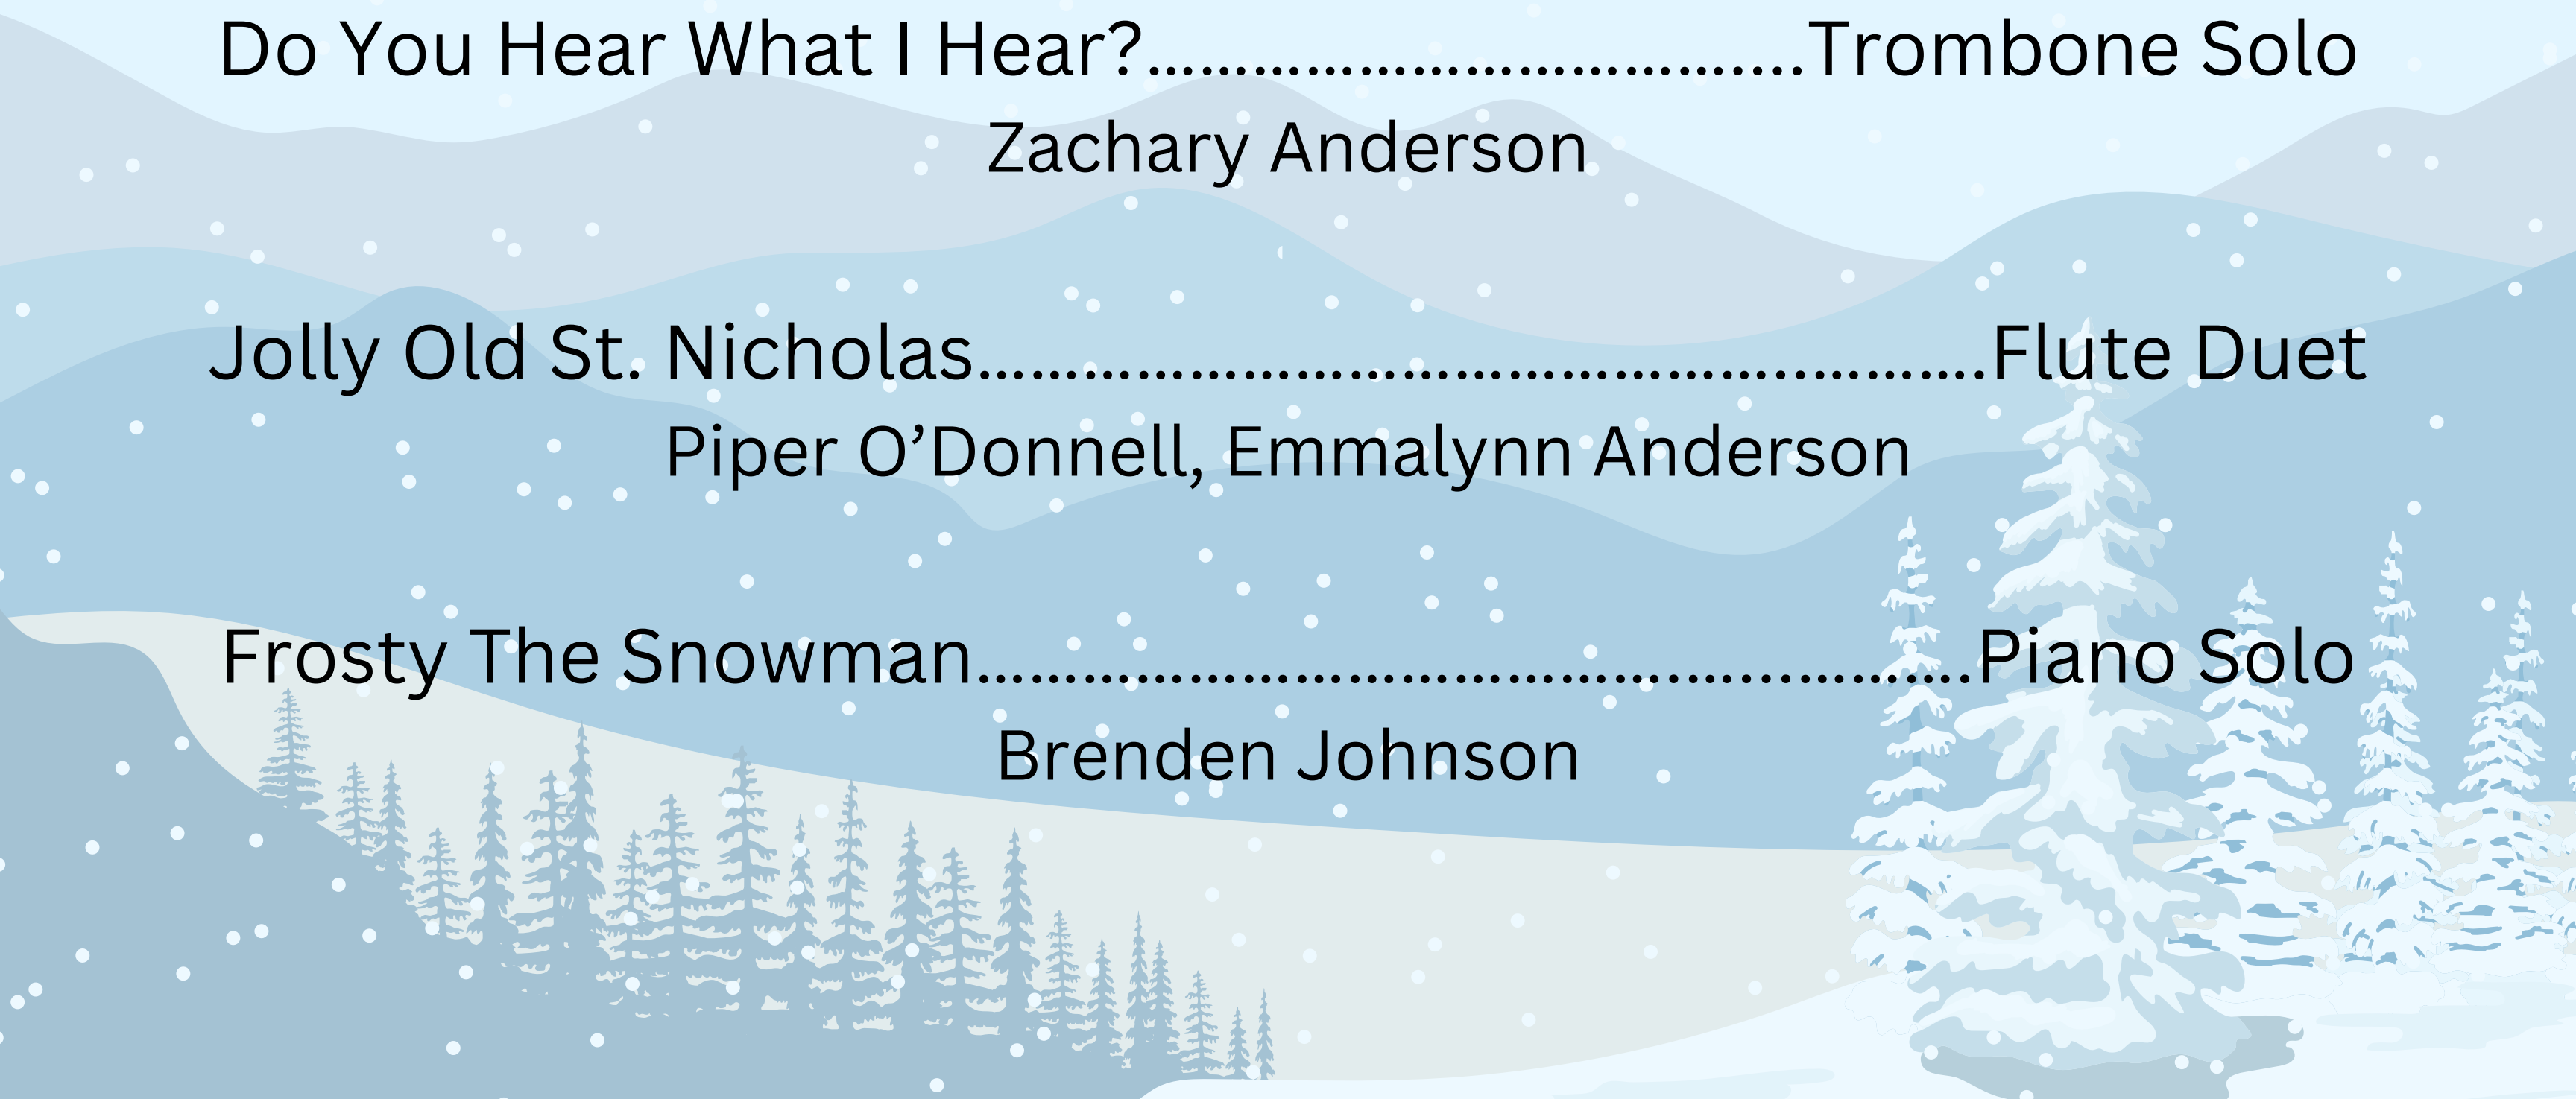 Do You Hear What I Hear?........................................Trombone Solo
Zachary Anderson
Jolly Old St. Nicholas............................................................Flute Duet
Piper O’Donnell, Emmalynn Anderson
Frosty The Snowman............................................................Piano Solo
Brenden Johnson